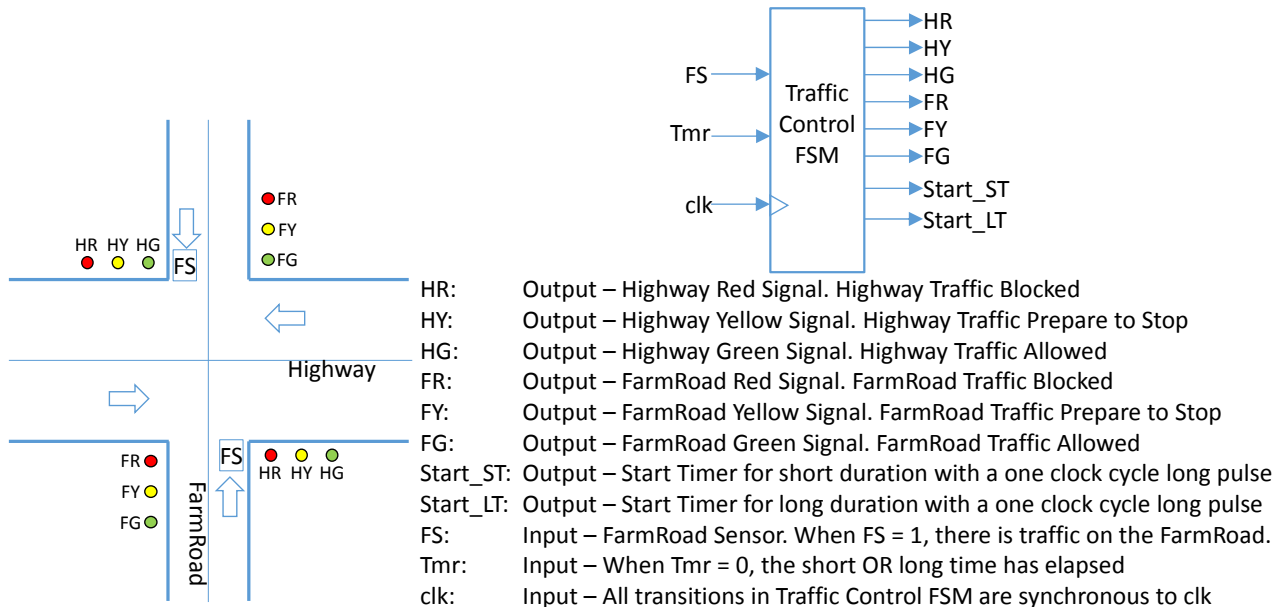 HR
HY
HG
FR
FY
FG
Start_ST
Start_LT
FS
Tmr
clk
Traffic
Control
FSM
FR
FY
FG
HR HY HG
FS
Highway
FR
FY
FG
FS
HR HY HG
FarmRoad
HR: Output – Highway Red Signal. Highway Traffic Blocked
HY: Output – Highway Yellow Signal. Highway Traffic Prepare to Stop
HG: Output – Highway Green Signal. Highway Traffic Allowed
FR: Output – FarmRoad Red Signal. FarmRoad Traffic Blocked
FY: Output – FarmRoad Yellow Signal. FarmRoad Traffic Prepare to Stop
FG: Output – FarmRoad Green Signal. FarmRoad Traffic Allowed
Start_ST: Output – Start Timer for short duration with a one clock cycle long pulse
Start_LT: Output – Start Timer for long duration with a one clock cycle long pulse
FS: Input – FarmRoad Sensor. When FS = 1, there is traffic on the FarmRoad.
Tmr: Input – When Tmr = 0, the short OR long time has elapsed
clk: Input – All transitions in Traffic Control FSM are synchronous to clk